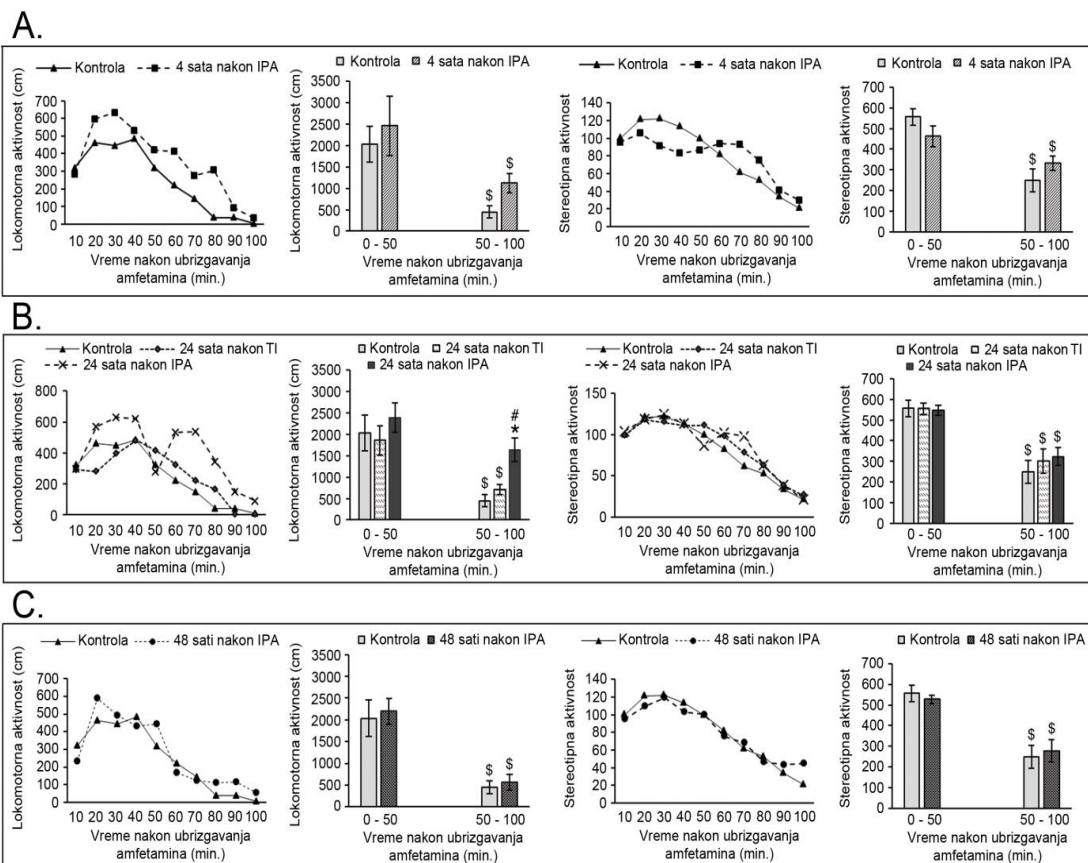 A.
Kontrola 4 sata nakon IPA
Lokomotorna aktivnost (cm)
700
600
500
400
300
200
100
0
10 20 30 40 50 60 70 80 90 100
Vreme nakon ubrizgavanja
amfetamina (min.)
Kontrola 4 sata nakon IPA
Lokomotorna aktivnost (cm)
3500
3000
2500
2000
1500
1000
500
0
$ $
0 - 50 50 - 100
Vreme nakon ubrizgavanja
amfetamina (min.)
Kontrola 4 sata nakon IPA
Stereotipna aktivnost
140
120
100
80
60
40
20
0
10 20 30 40 50 60 70 80 90 100
Vreme nakon ubrizgavanja
amfetamina (min.)
Kontrola 4 sata nakon IPA
Stereotipna aktivnost
700
600
500
400
300
200
100
0
$ $
0 - 50 50 - 100
Vreme nakon ubrizgavanja
amfetamina (min.)
B.
Kontrola 24 sata nakon TI
24 sata nakon IPA
Lokomotorna aktivnost (cm)
800
600
400
200
0
10 20 30 40 50 60 70 80 90 100
Vreme nakon ubrizgavanja
amfetamina (min.)
Kontrola 24 sata nakon TI
24 sata nakon IPA
Lokomotorna aktivnost (cm)
3500
3000
2500
2000
1500
1000
500
0
#
*
$ $
0 - 50 50 - 100
Vreme nakon ubrizgavanja
amfetamina (min.)
Kontrola 24 sata nakon TI
24 sata nakon IPA
Stereotipna aktivnost
150
100
50
0
10 20 30 40 50 60 70 80 90 100
Vreme nakon ubrizgavanja
amfetamina (min.)
Kontrola 24 sata nakon TI
24 sata nakon IPA
Stereotipna aktivnost
700
600
500
400
300
200
100
0
$ $ $
0 - 50 50 - 100
Vreme nakon ubrizgavanja
amfetamina (min.)
C.
Kontrola 48 sati nakon IPA
Lokomotorna aktivnost (cm)
700
600
500
400
300
200
100
0
10 20 30 40 50 60 70 80 90 100
Vreme nakon ubrizgavanja
amfetamina (min.)
Kontrola 48 sati nakon IPA
Lokomotorna aktivnost (cm)
3500
3000
2500
2000
1500
1000
500
0
$ $
0 - 50 50 - 100
Vreme nakon ubrizgavanja
amfetamina (min.)
Kontrola 48 sati nakon IPA
Stereotipna aktivnost
140
120
100
80
60
40
20
0
10 20 30 40 50 60 70 80 90 100
Vreme nakon ubrizgavanja
amfetamina (min.)
Kontrola 48 sati nakon IPA
Stereotipna aktivnost
700
600
500
400
300
200
100
0
$ $
0 - 50 50 - 100
Vreme nakon ubrizgavanja
amfetamina (min.)